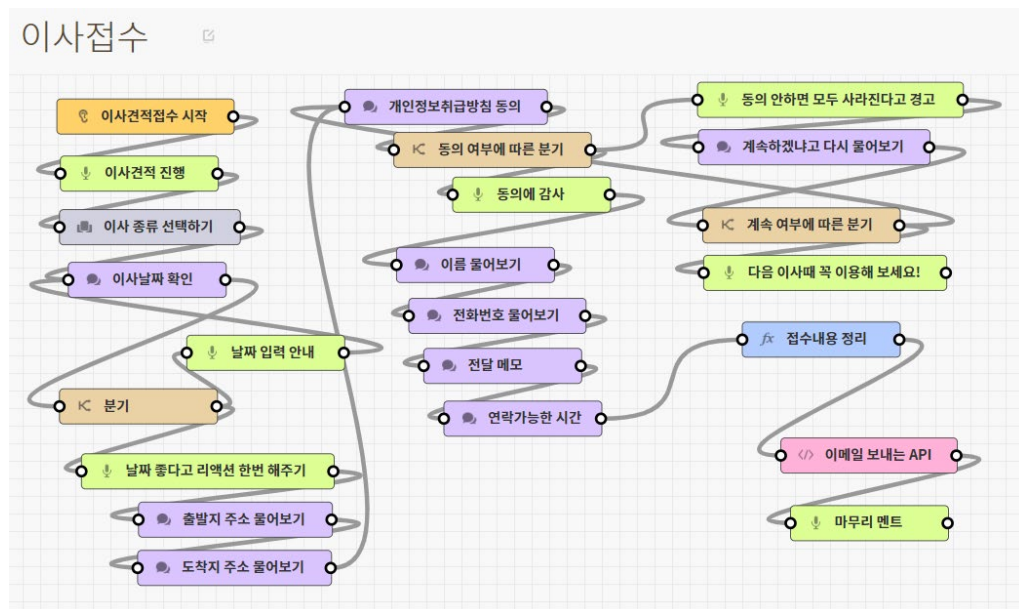 이사접수
이사견적접수 시작
이사견적 진행
이사 종류 선택하기
이사날짜 확인
날짜 입력 안내
분기
날짜 좋다고 리액션 한번 해주기
출발지 주소 물어보기
도착지 주소 물어보기
개인정보취급방침 동의
동의 여부에 따른 분기
동의에 감사
이름 물어보기
전화번호 물어보기
전달 메모
연락가능한 시간
동의 안하면 모두 사라진다고 경고
계속하겠냐고 다시 물어보기
계속 여부에 따른 분기
다음 이사때 꼭 이용해 보세요!
fx 접수내용 정리
</> 이메일 보내는 API
마무리 멘트